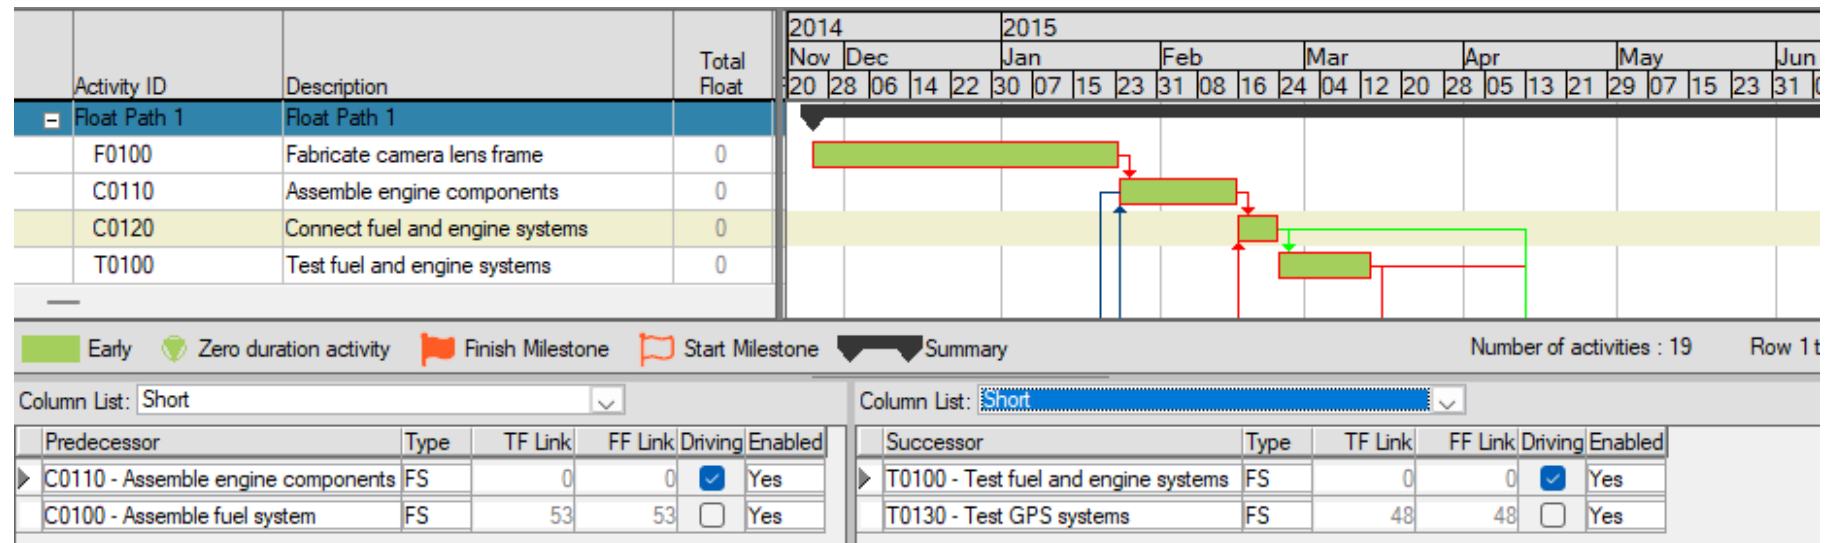 2014 2015
Total Nov Dec Jan Feb Mar Apr May Jun
Activity ID Description Float 20 28 06 14 22 30 07 15 23 31 08 16 24 04 12 20 28 05 13 21 29 07 15 23 31
Float Path 1 Float Path 1
F0100 Fabricate camera lens frame 0
C0110 Assemble engine components 0
C0120 Connect fuel and engine systems 0
T0100 Test fuel and engine systems 0
Early Zero duration activity Finish Milestone Start Milestone Summary Number of activities : 19 Row 1 t
Column List: Short Column List: Short
Predecessor Type TF Link FF Link Driving Enabled Successor Type TF Link FF Link Driving Enabled
C0110 - Assemble engine components FS 0 0 Yes T0100 - Test fuel and engine systems FS 0 0 Yes
C0100 - Assemble fuel system FS 53 53 Yes T0130 - Test GPS systems FS 48 48 Yes